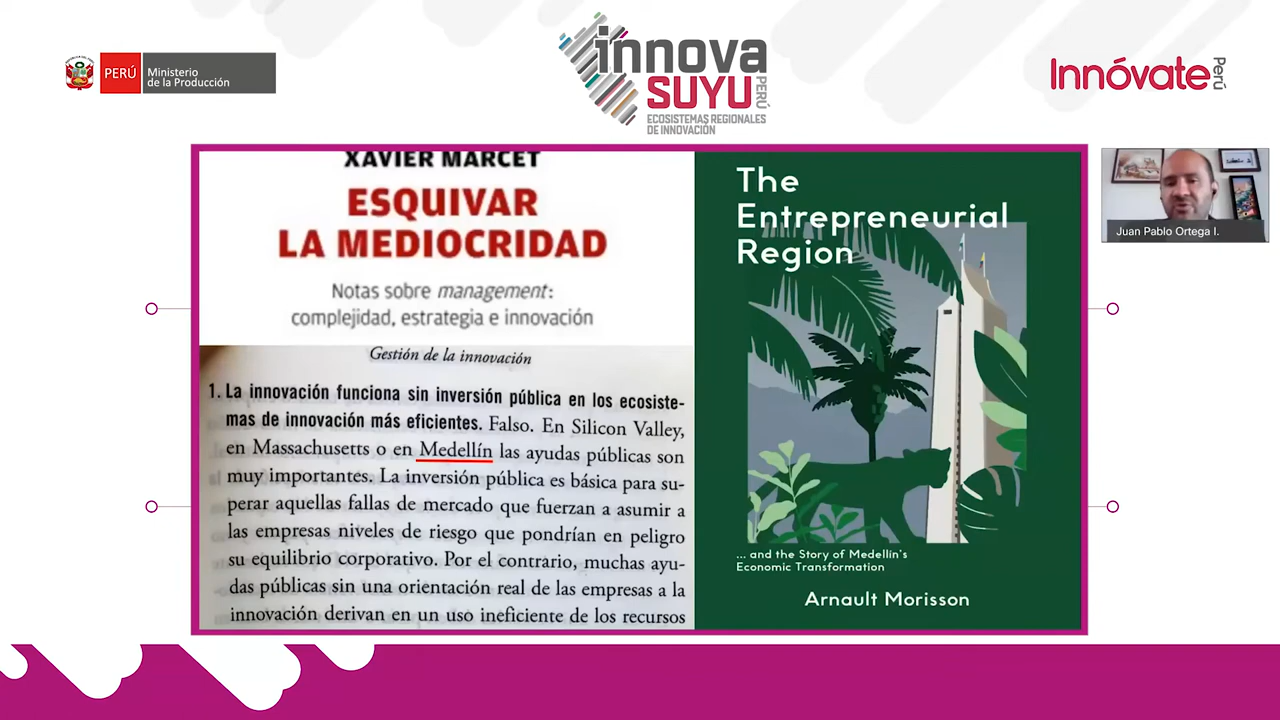 PERÚ
Ministerio
de la Producción
innova
SUYU
PERÚ
ECOSISTEMAS REGIONALES
DE INNOVACIÓN
Innóvate
Perú
XAVIER MARCET
ESQUIVAR
LA MEDIOCRIDAD
Notas sobre management:
complejidad, estrategia e innovación
Gestión de la innovación
1. La innovación funciona sin inversión pública en los ecosiste-
mas de innovación más eficientes. Falso. En Silicon Valley,
en Massachusetts o en Medellín las ayudas públicas son
muy importantes. La inversión pública es básica para su-
perar aquellas fallas de mercado que fuerzan a asumir a
las empresas niveles de riesgo que pondrían en peligro
su equilibrio corporativo. Por el contrario, muchas ayu-
das públicas sin una orientación real de las empresas a la
innovación derivan en un uso ineficiente de los recursos
The
Entrepreneurial
Region
... and the Story of Medellín's
Economic Transformation
Arnault Morisson
Juan Pablo Ortega I.